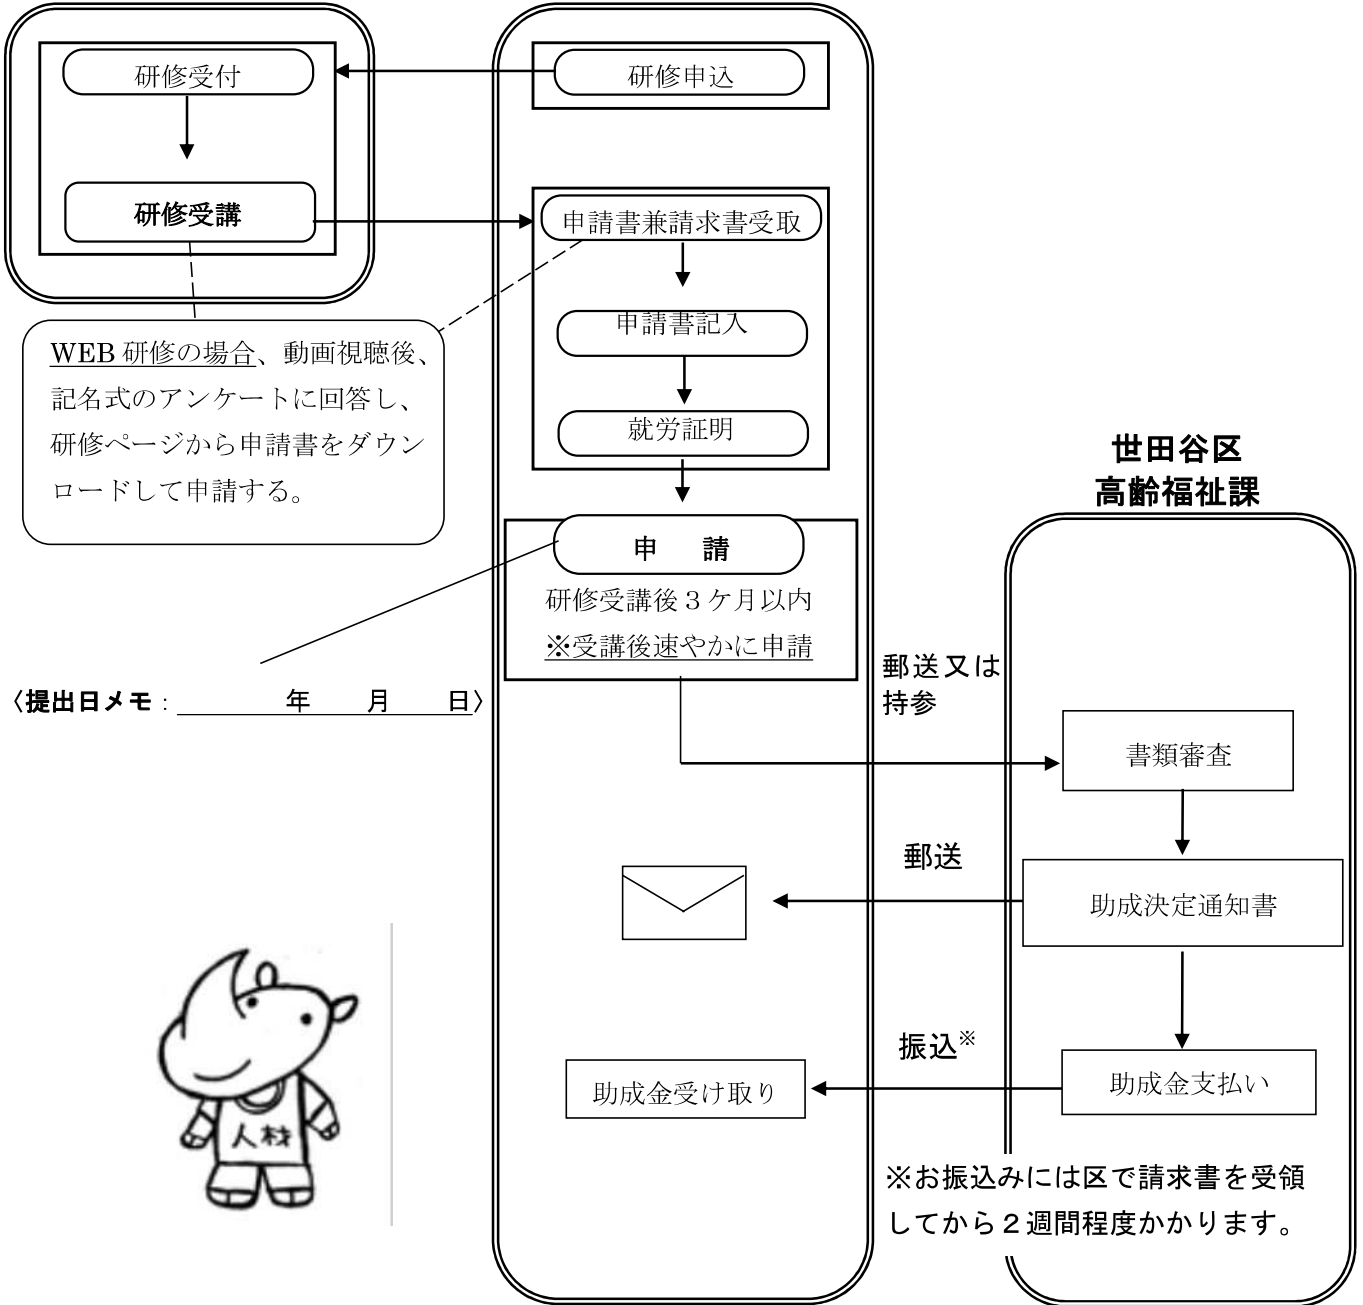 研修受付
研修申込
研修受講
申請書兼請求書受取
申請書記入
就労証明
WEB 研修の場合、動画視聴後、
記名式のアンケートに回答し、
研修ページから申請書をダウン
ロードして申請する。
申　請
研修受講後３ケ月以内
※受講後速やかに申請
〈提出日メモ：　　　　年　　月　　日〉
世田谷区
高齢福祉課
郵送又は
持参
書類審査
郵送
助成決定通知書
振込※
助成金受け取り
助成金支払い
※お振込みには区で請求書を受領
してから２週間程度かかります。
人材